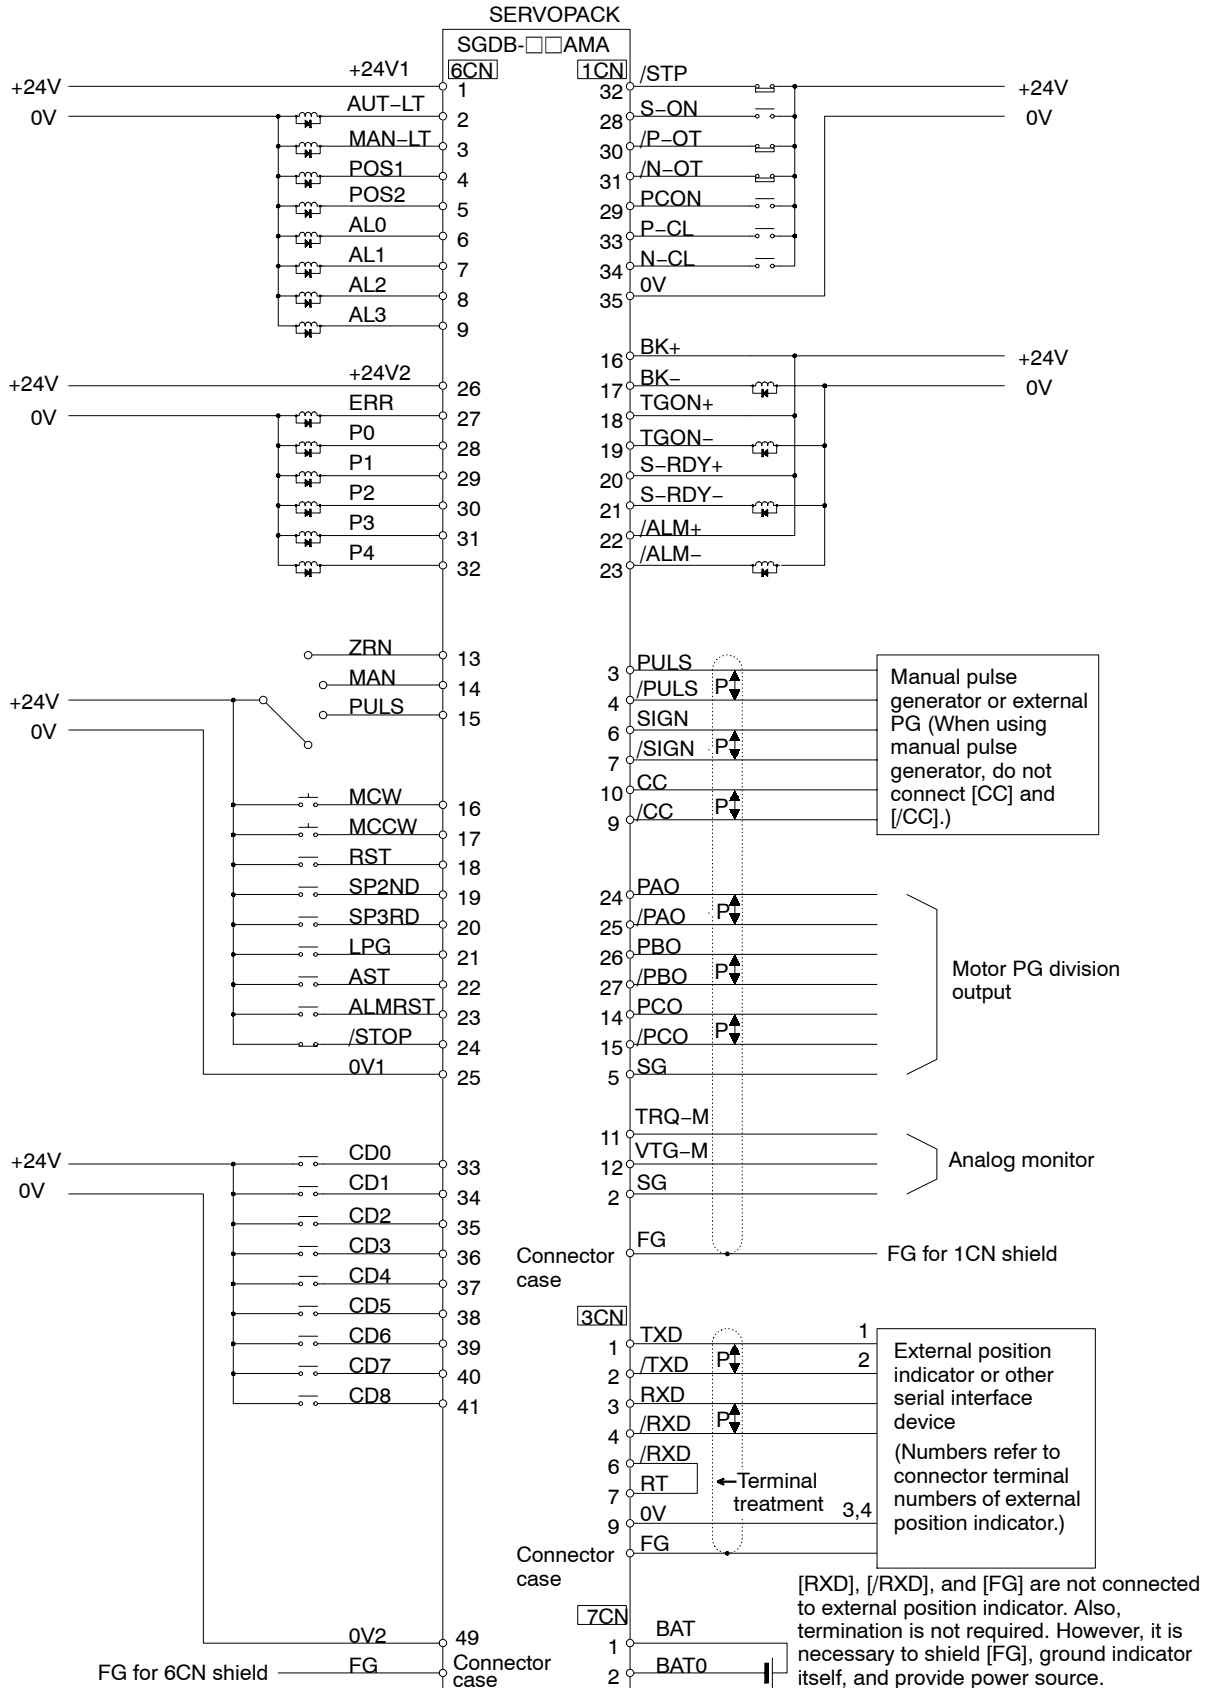 SERVOPACK
SGDB-□□AMA
6CN
1CN
+24V
0V
+24V1
1
AUT-LT
2
MAN-LT
3
POS1
4
POS2
5
AL0
6
AL1
7
AL2
8
AL3
9
+24V
0V
+24V2
26
ERR
27
P0
28
P1
29
P2
30
P3
31
P4
32
+24V
0V
ZRN
13
MAN
14
PULS
15
MCW
16
MCCW
17
RST
18
SP2ND
19
SP3RD
20
LPG
21
AST
22
ALMRST
23
/STOP
24
0V1
25
+24V
0V
CD0
33
CD1
34
CD2
35
CD3
36
CD4
37
CD5
38
CD6
39
CD7
40
CD8
41
0V2
49
FG for 6CN shield
FG
Connector
case
32
/STP
+24V
28
S-ON
0V
30
/P-OT
31
/N-OT
29
PCON
33
P-CL
34
N-CL
35
0V
16
BK+
+24V
17
BK-
0V
18
TGON+
19
TGON-
20
S-RDY+
21
S-RDY-
22
/ALM+
23
/ALM-
3
PULS
4
/PULS
P
6
SIGN
7
/SIGN
P
10
CC
9
/CC
P
Manual pulse
generator or external
PG (When using
manual pulse
generator, do not
connect [CC] and
[/CC].)
24
PAO
25
/PAO
P
26
PBO
27
/PBO
P
14
PCO
15
/PCO
P
5
SG
Motor PG division
output
11
TRQ-M
12
VTG-M
2
SG
Analog monitor
Connector
case
FG
FG for 1CN shield
3CN
1
TXD
1
2
/TXD
P
2
3
RXD
4
/RXD
P
6
/RXD
7
RT
Terminal
treatment
9
0V
3,4
Connector
case
FG
External position
indicator or other
serial interface
device
(Numbers refer to
connector terminal
numbers of external
position indicator.)
[RXD], [/RXD], and [FG] are not connected
to external position indicator. Also,
termination is not required. However, it is
necessary to shield [FG], ground indicator
itself, and provide power source.
7CN
1
BAT
2
BAT0